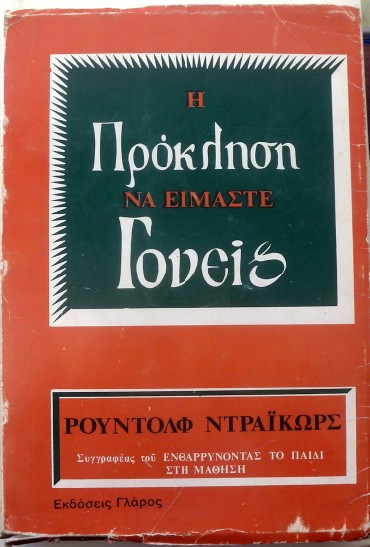 Η
Πρόκληση
ΝΑ ΕΙΜΑΣΤΕ
Γονείς
ΡΟΥΝΤΟΛΦ ΝΤΡΑΪΚΩΡΣ
Συγγραφέας τοῦ ΕΝΘΑΡΡΥΝΟΝΤΑΣ ΤΟ ΠΑΙΔΙ
ΣΤΗ ΜΑΘΗΣΗ
Εκδόσεις Γλάρος